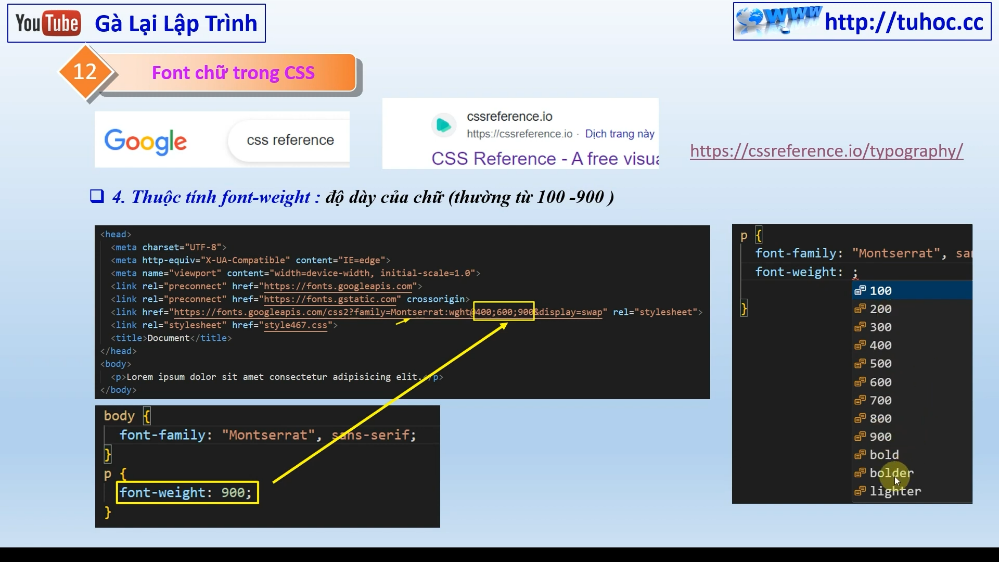 YouTube Gà Lại Lập Trình
WWW http://tuhoc.cc
12 Font chữ trong CSS
Google css reference
cssreference.io
https://cssreference.io · Dịch trang này
CSS Reference - A free visua
https://cssreference.io/typography/
4. Thuộc tính font-weight : độ dày của chữ (thường từ 100 -900 )
<head>
<meta charset="UTF-8">
<meta http-equiv="X-UA-Compatible" content="IE=edge">
<meta name="viewport" content="width=device-width, initial-scale=1.0">
<link rel="preconnect" href="https://fonts.googleapis.com">
<link rel="preconnect" href="https://fonts.gstatic.com" crossorigin>
<link href="https://fonts.googleapis.com/css2?family=Montserrat:wght@400;600;900&display=swap" rel="stylesheet">
<link rel="stylesheet" href="style467.css">
<title>Document</title>
</head>
<body>
<p>Lorem ipsum dolor sit amet consectetur adipisicing elit.</p>
</body>
body {
font-family: "Montserrat", sans-serif;
}
p {
font-weight: 900;
}
p {
font-family: "Montserrat", sa
font-weight: ;
}
100
200
300
400
500
600
700
800
900
bold
bolder
lighter